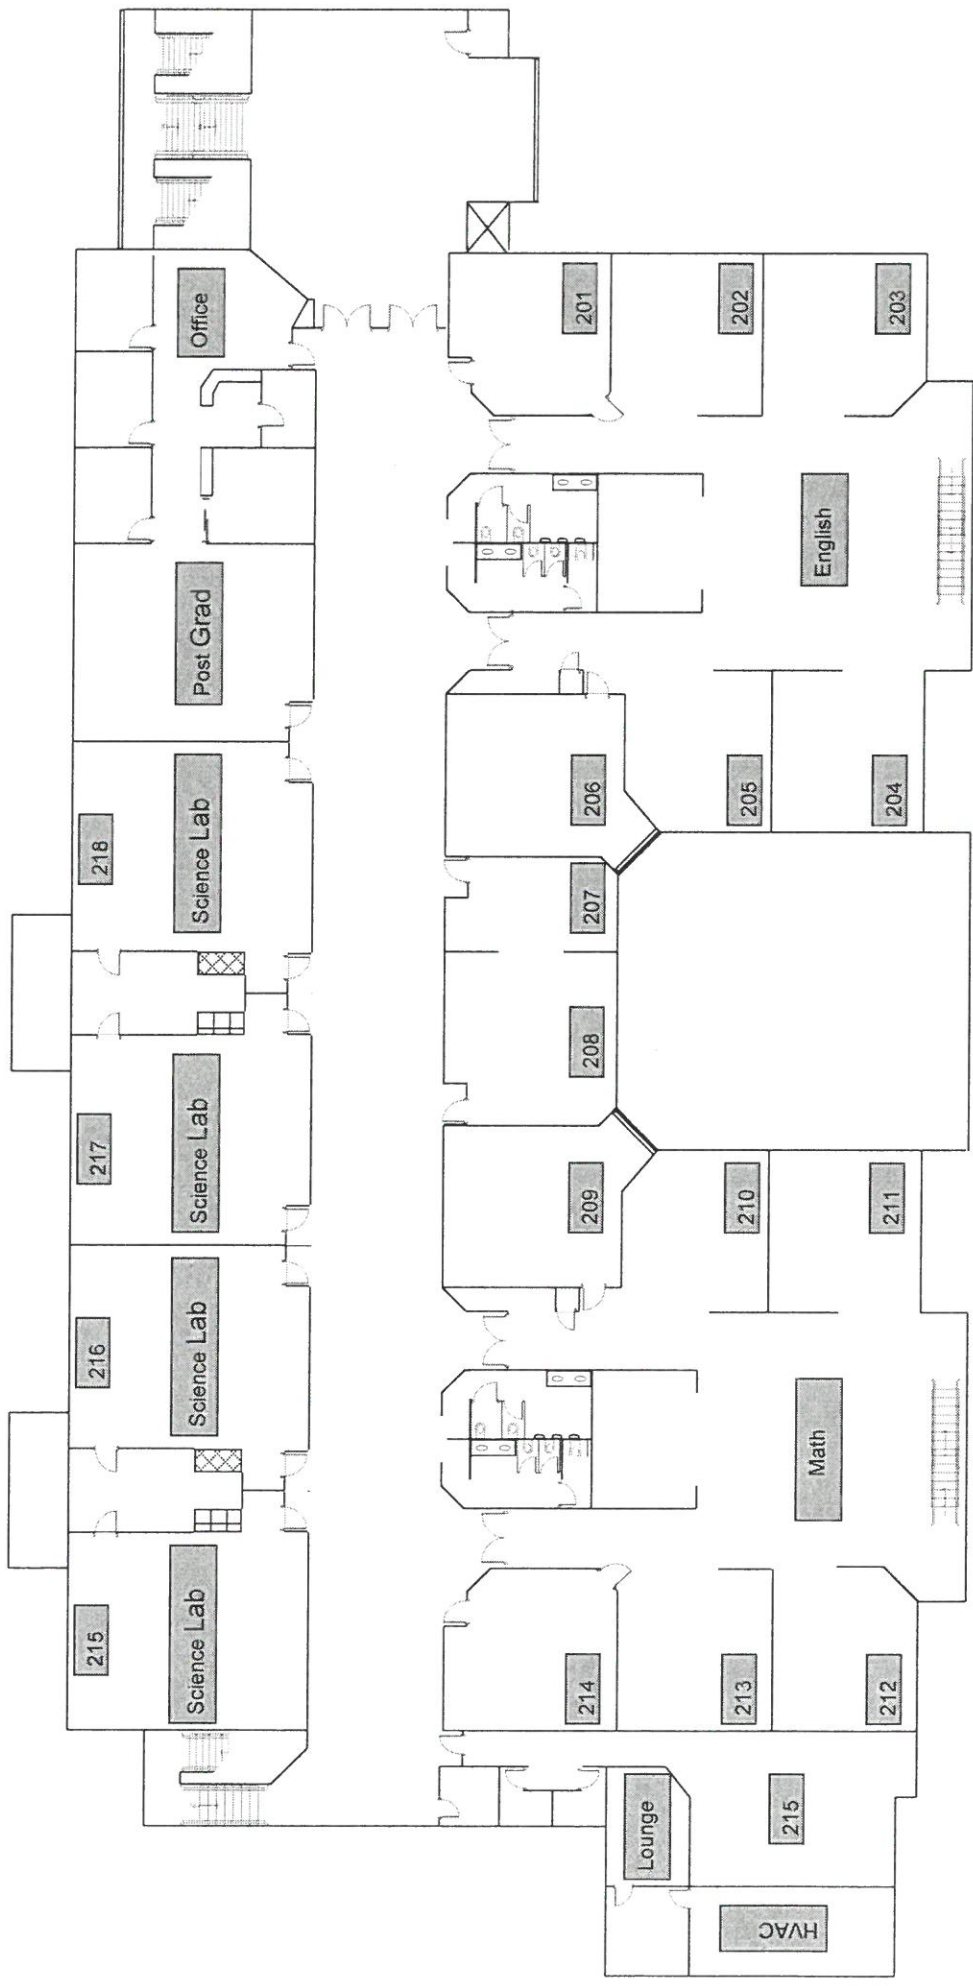 Office
Post Grad
218
Science Lab
217
Science Lab
216
Science Lab
215
Science Lab
201
202
203
English
206
205
204
207
208
209
210
211
Math
214
213
212
Lounge
215
HVAC